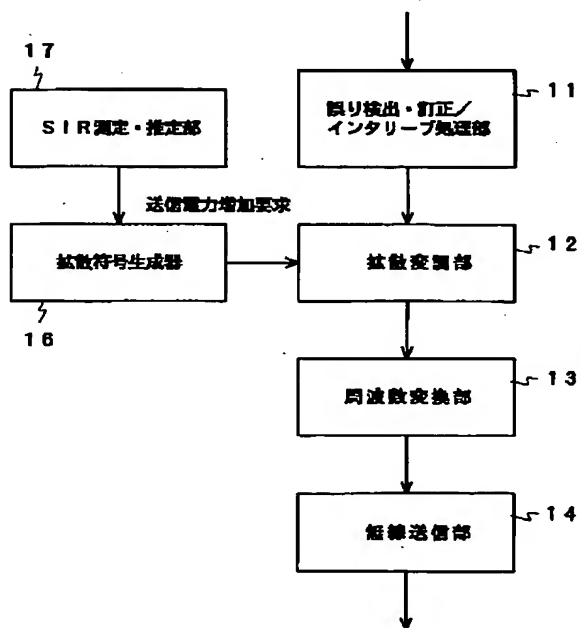 17
SIR測定・推定部
送信電力増加要求
拡散符号生成器
16
11
誤り検出・訂正／
インタリーブ処理部
12
拡散変調部
13
周波数変換部
14
無線送信部